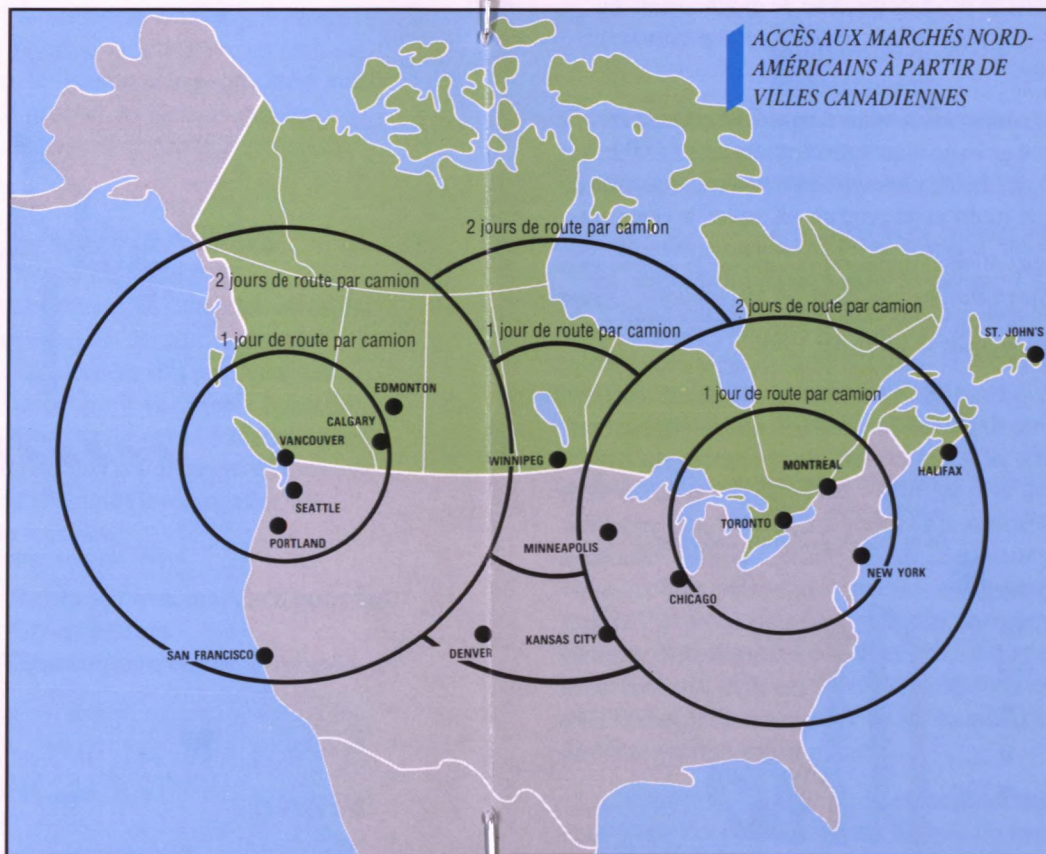 ACCÈS AUX MARCHÉS NORD-
AMÉRICAINS À PARTIR DE
VILLES CANADIENNES
2 jours de route par camion
2 jours de route par camion
2 jours de route par camion
1 jour de route par camion
1 jour de route par camion
ST. JOHN'S
EDMONTON
1 jour de route par camion
CALGARY
VANCOUVER
WINNIPEG
HALIFAX
MONTRÉAL
SEATTLE
TORONTO
PORTLAND
MINNEAPOLIS
NEW YORK
CHICAGO
KANSAS CITY
DENVER
SAN FRANCISCO